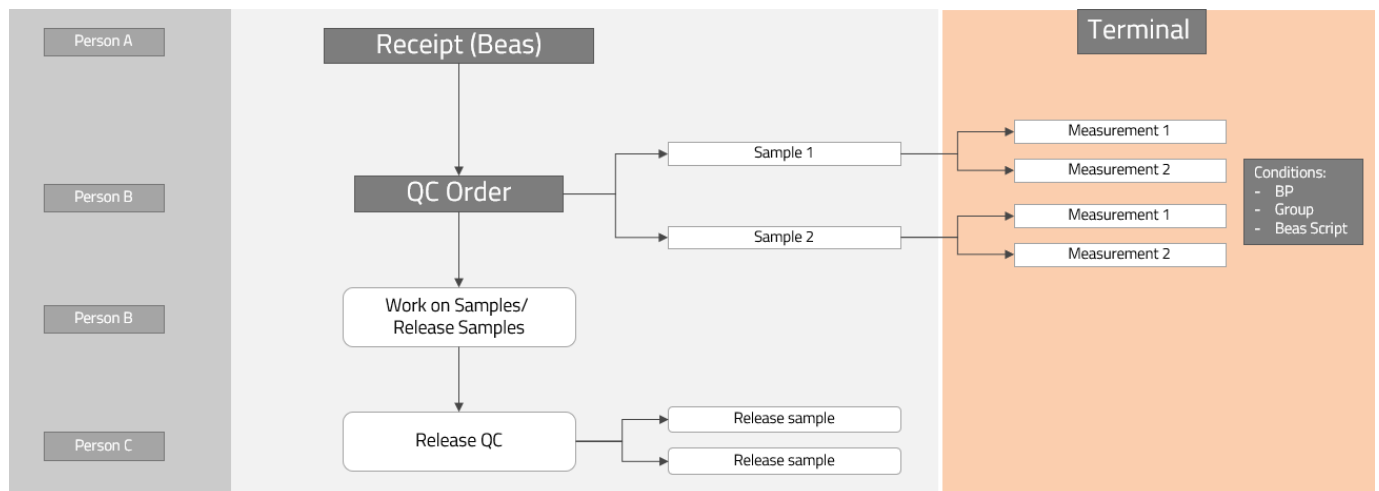 Person A
Receipt (Beas)
Terminal
Sample 1
Measurement 1
Measurement 2
Person B
QC Order
Sample 2
Measurement 1
Measurement 2
Conditions:
- BP
- Group
- Beas Script
Person B
Work on Samples/
Release Samples
Person C
Release QC
Release sample
Release sample